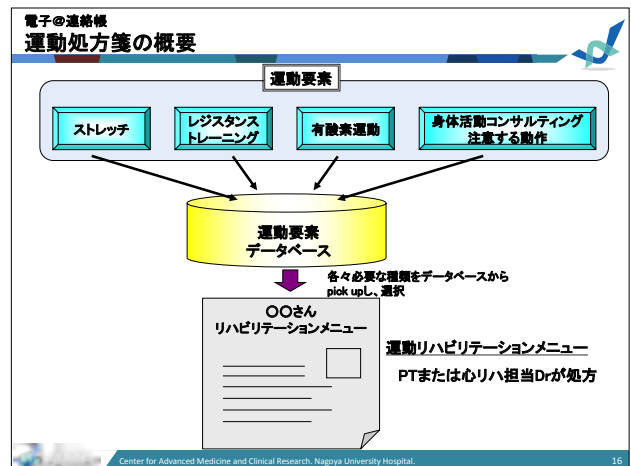 電子@連絡帳
運動処方箋の概要
運動要素
ストレッチ
レジスタンス
トレーニング
有酸素運動
身体活動コンサルティング
注意する動作
運動要素
データベース
各々必要な種類をデータベースから
pick upし、選択
〇〇さん
リハビリテーションメニュー
運動リハビリテーションメニュー
PTまたは心リハ担当Drが処方
Center for Advanced Medicine and Clinical Research. Nagoya University Hospital.
16